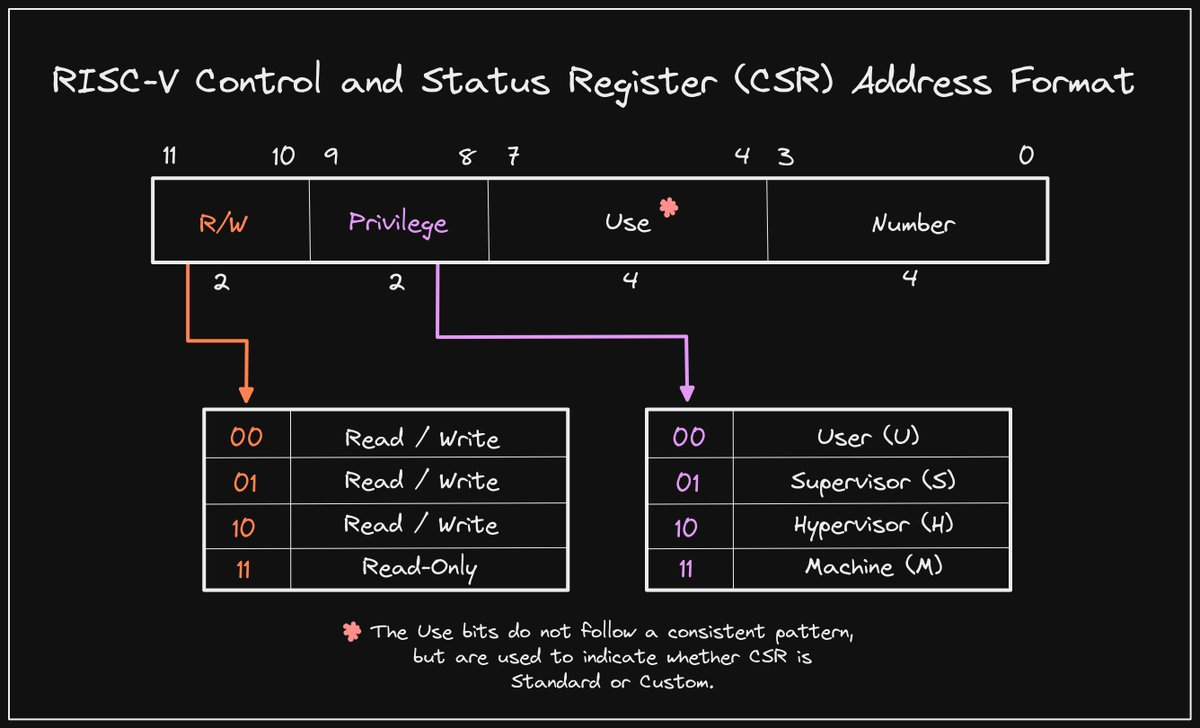 RISC-V Control and Status Register (CSR) Address Format
11 10 9 8 7 4 3 0
R/W Privilege Use * Number
2 2 4 4
00 Read / Write
01 Read / Write
10 Read / Write
11 Read-Only
00 User (U)
01 Supervisor (S)
10 Hypervisor (H)
11 Machine (M)
* The Use bits do not follow a consistent pattern,
but are used to indicate whether CSR is
Standard or Custom.